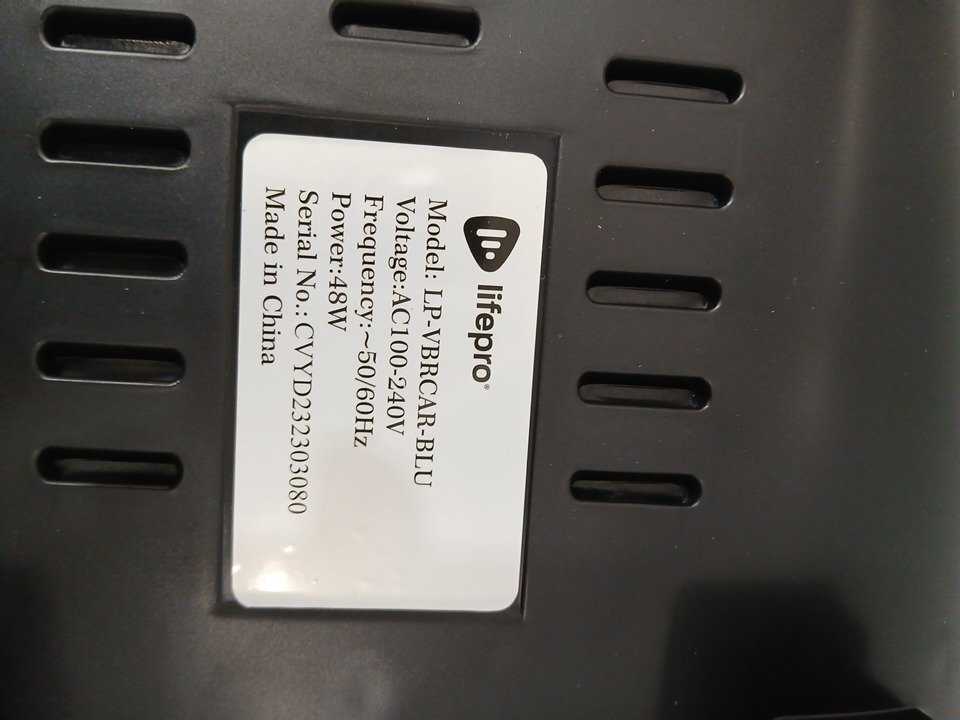 lifepro®
Model: LP-VBRCAR-BLU
Voltage:AC100-240V
Frequency:~50/60Hz
Power:48W
Serial No.: CVYD232303080
Made in China